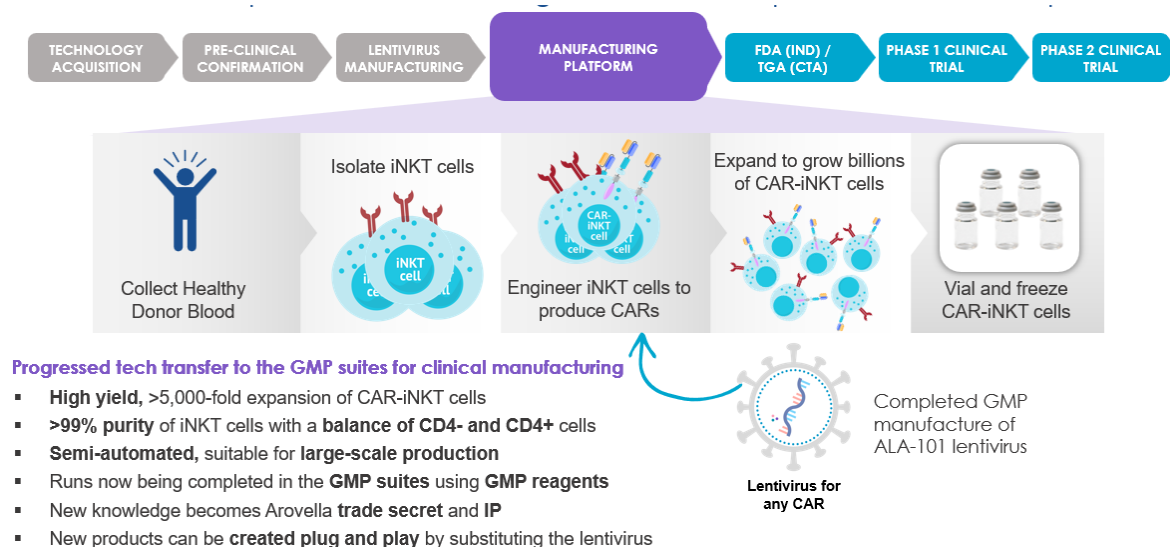 TECHNOLOGY
ACQUISITION
PRE-CLINICAL
CONFIRMATION
LENTIVIRUS
MANUFACTURING
MANUFACTURING
PLATFORM
FDA (IND) /
TGA (CTA)
PHASE 1 CLINICAL
TRIAL
PHASE 2 CLINICAL
TRIAL
Collect Healthy
Donor Blood
Isolate iNKT cells
iNKT
cell
CAR-
iNKT
cell
Engineer iNKT cells to
produce CARs
Expand to grow billions
of CAR-iNKT cells
Vial and freeze
CAR-iNKT cells
Progressed tech transfer to the GMP suites for clinical manufacturing
▪ High yield, >5,000-fold expansion of CAR-iNKT cells
▪ >99% purity of iNKT cells with a balance of CD4- and CD4+ cells
▪ Semi-automated, suitable for large-scale production
▪ Runs now being completed in the GMP suites using GMP reagents
▪ New knowledge becomes Arovella trade secret and IP
▪ New products can be created plug and play by substituting the lentivirus
Lentivirus for
any CAR
Completed GMP
manufacture of
ALA-101 lentivirus